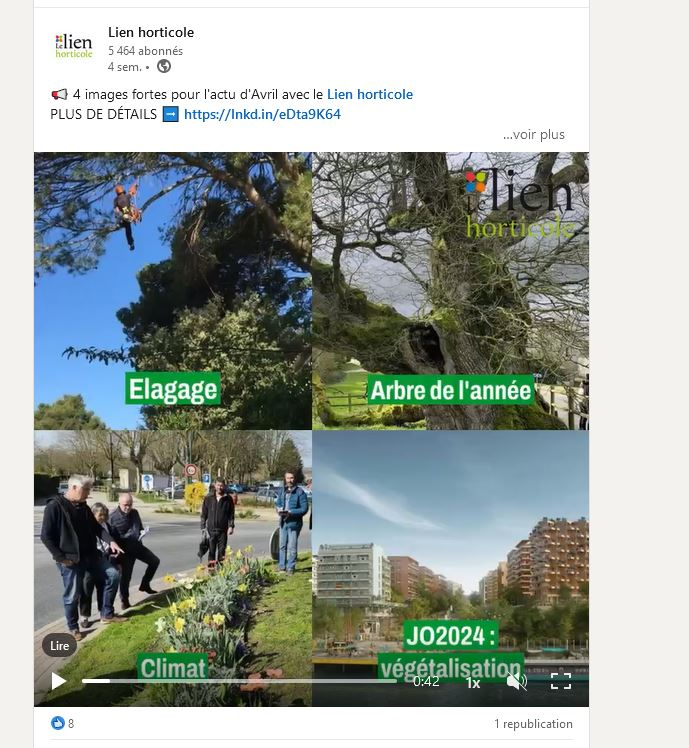 Lien horticole
5 464 abonnés
4 sem. •
lien
horticole
4 images fortes pour l'actu d'Avril avec le Lien horticole
PLUS DE DÉTAILS https://lnkd.in/eDta9K64
...voir plus
le lien
horticole
Elagage
Arbre de l'année
Lire
Climat
JO2024 :
végétalisation
0:42
1x
8
1 republication